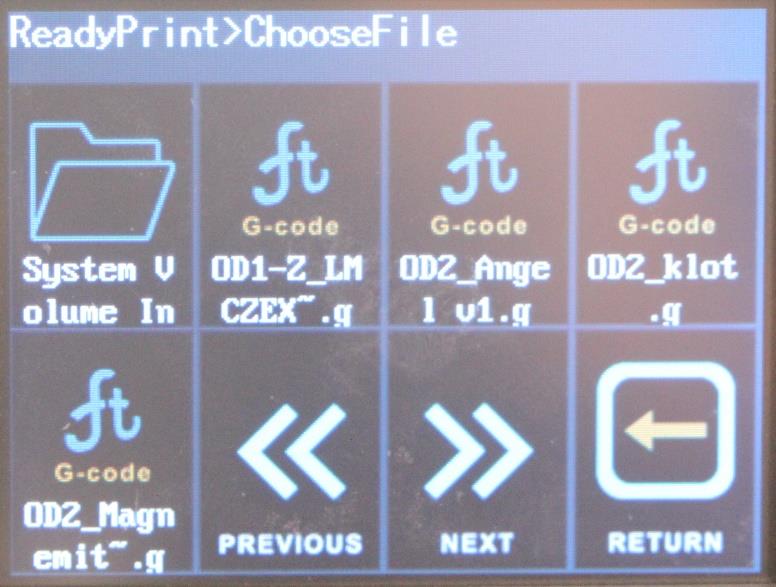 ReadyPrint>ChooseFile
ft
G-code
ft
G-code
ft
G-code
System V
olume In
OD1-Z_LM
CZEX~.g
OD2_Ange
l v1.g
OD2_klot
.g
ft
G-code
OD2_Magn
emit~.g
PREVIOUS
NEXT
RETURN